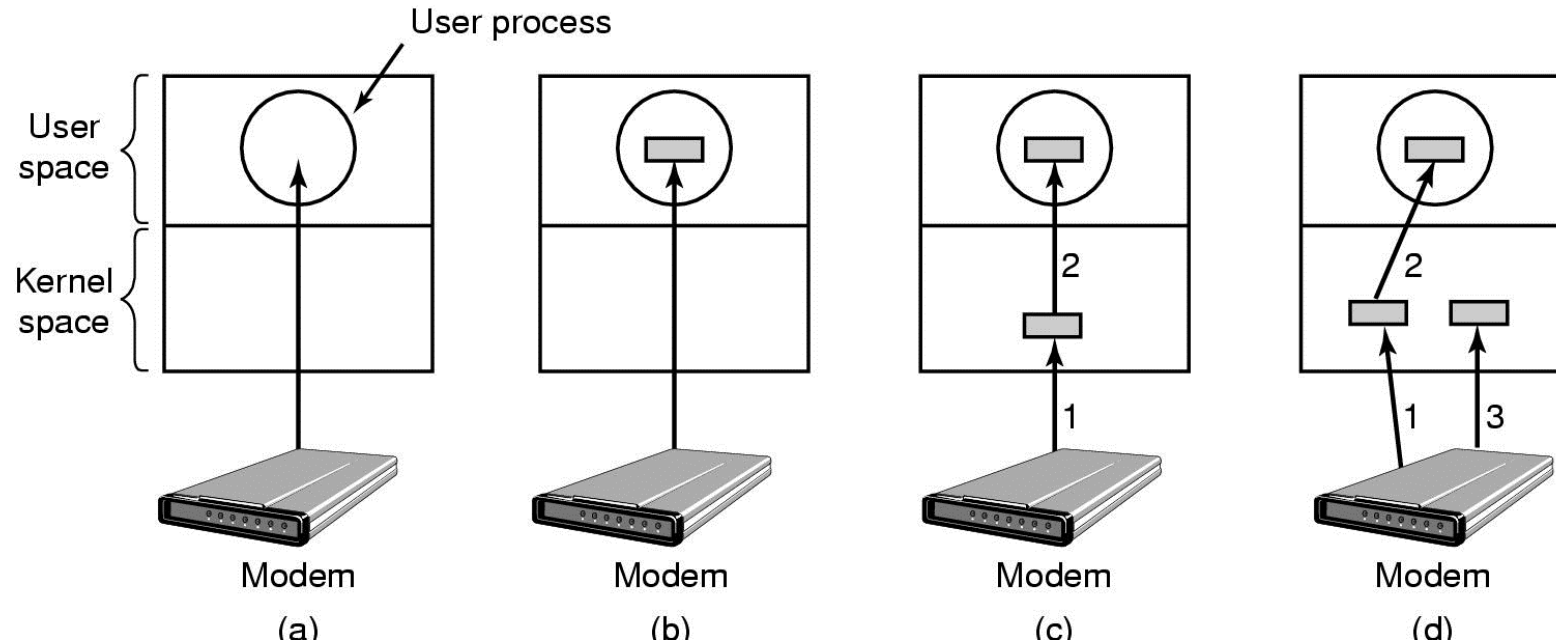 User process
User
space
Kernel
space
2
2
1
1
3
Modem
Modem
Modem
Modem
(a)
(b)
(c)
(d)